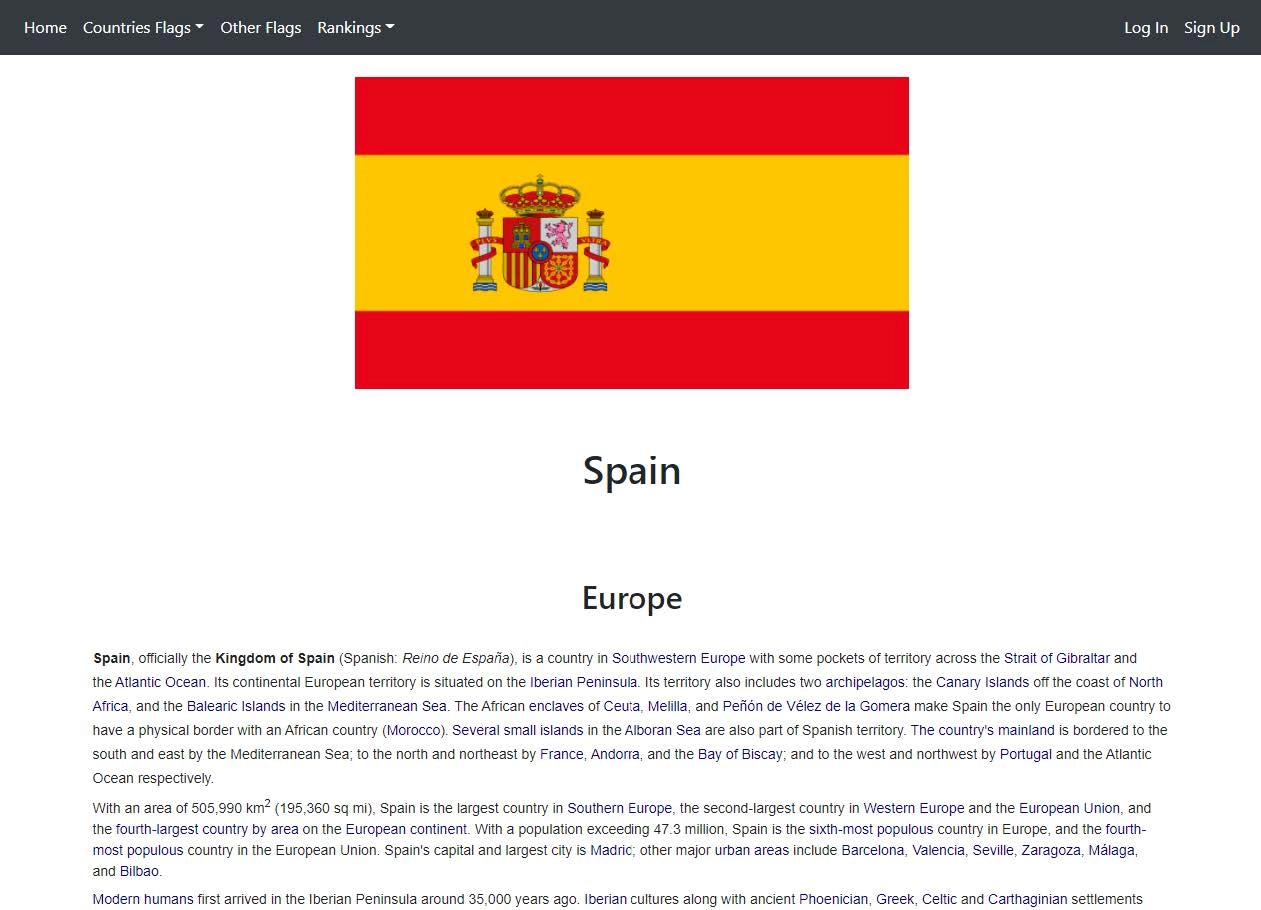 Home Countries Flags Other Flags Rankings Log In Sign Up
PLVS VLTRA
Spain
Europe
Spain, officially the Kingdom of Spain (Spanish: Reino de España), is a country in Southwestern Europe with some pockets of territory across the Strait of Gibraltar and
the Atlantic Ocean. Its continental European territory is situated on the Iberian Peninsula. Its territory also includes two archipelagos: the Canary Islands off the coast of North
Africa, and the Balearic Islands in the Mediterranean Sea. The African enclaves of Ceuta, Melilla, and Peñón de Vélez de la Gomera make Spain the only European country to
have a physical border with an African country (Morocco). Several small islands in the Alboran Sea are also part of Spanish territory. The country's mainland is bordered to the
south and east by the Mediterranean Sea; to the north and northeast by France, Andorra, and the Bay of Biscay; and to the west and northwest by Portugal and the Atlantic
Ocean respectively.
With an area of 505,990 km² (195,360 sq mi), Spain is the largest country in Southern Europe, the second-largest country in Western Europe and the European Union, and
the fourth-largest country by area on the European continent. With a population exceeding 47.3 million, Spain is the sixth-most populous country in Europe, and the fourth-
most populous country in the European Union. Spain's capital and largest city is Madrid; other major urban areas include Barcelona, Valencia, Seville, Zaragoza, Málaga,
and Bilbao.
Modern humans first arrived in the Iberian Peninsula around 35,000 years ago. Iberian cultures along with ancient Phoenician, Greek, Celtic and Carthaginian settlements